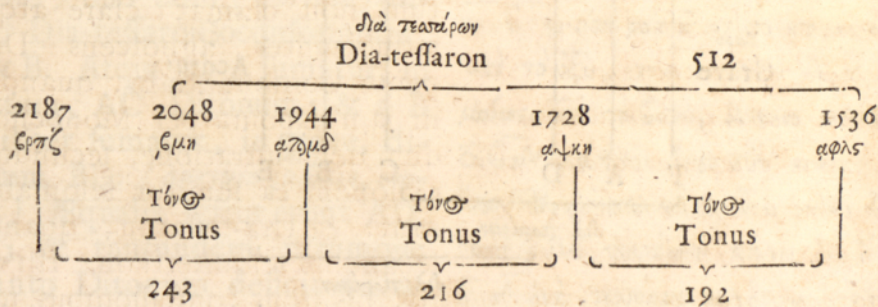 διὰ τεσσάρων
Dia-teſſaron 512
2187 2048 1944 1728 1536
͵βρπζ ͵βμη ͵αϡμδ ͵αψκη ͵αφλϛ
Τόνος Τόνος Τόνος
Tonus Tonus Tonus
243 216 192